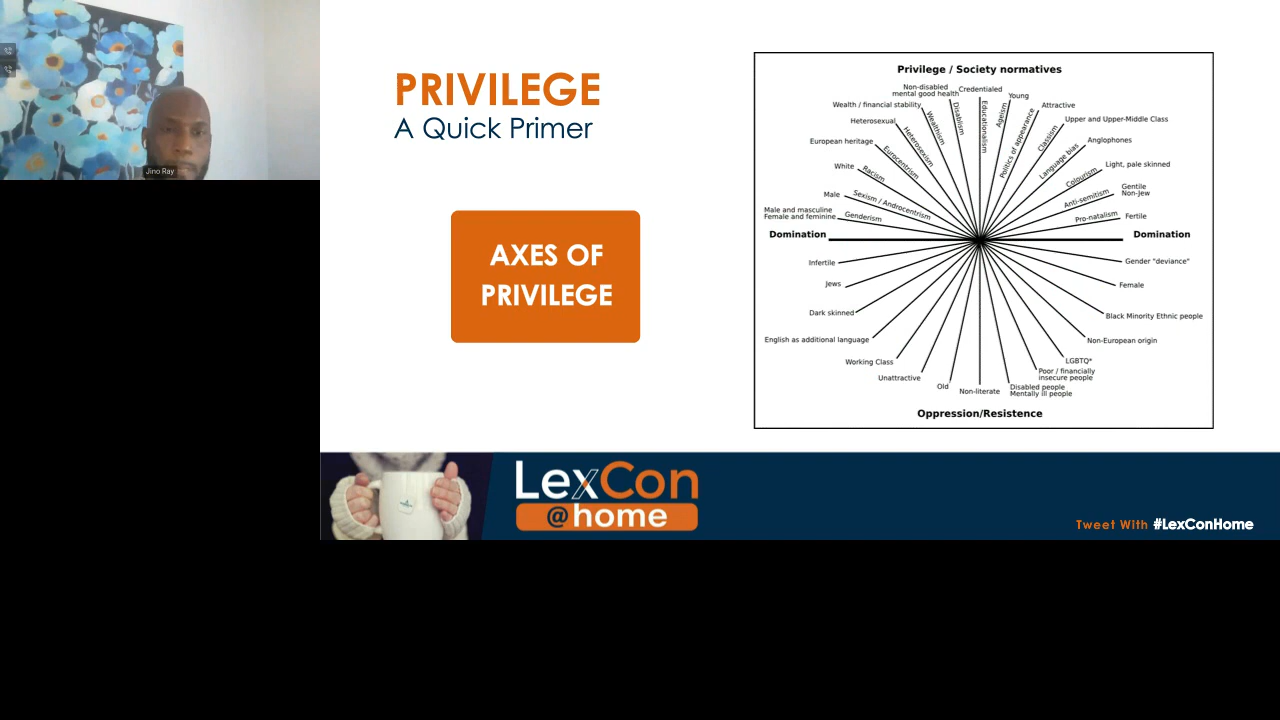 Jino Ray
PRIVILEGE
A Quick Primer
AXES OF
PRIVILEGE
Privilege / Society normatives
Non-disabled
mental good health
Credentialed
Young
Wealth / financial stability
Attractive
Heterosexual
Upper and Upper-Middle Class
European heritage
Anglophones
White
Light, pale skinned
Male
Gentile
Non-Jew
Male and masculine
Female and feminine
Fertile
Genderism
Sexism / Androcentrism
Racism
Eurocentrism
Heterosexism
Wealthism
Disablism
Educationalism
Ageism
Politics of appearance
Classism
Language bias
Colourism
Anti-semitism
Pro-natalism
Domination
Domination
Infertile
Gender "deviance"
Jews
Female
Dark skinned
Black Minority Ethnic people
English as additional language
Non-European origin
Working Class
LGBTQ*
Unattractive
Poor / financially
insecure people
Old
Non-literate
Disabled people
Mentally ill people
Oppression/Resistence
LexCon
@home
Tweet With #LexConHome